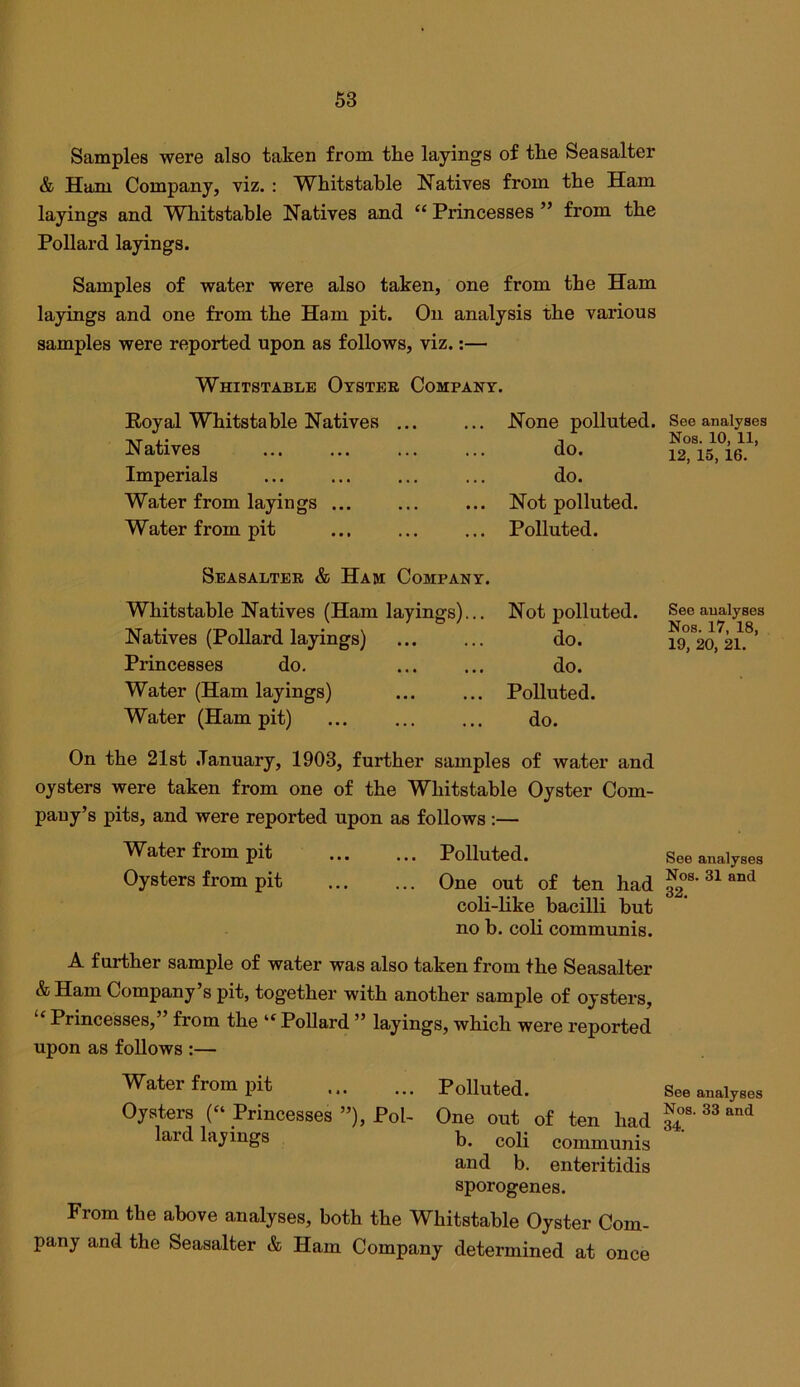 53
Samples were also taken from the layings of the Seasalter
& Ham Company, viz. : Whitstable Natives from the Ham
layings and Whitstable Natives and “ Princesses ” from the
Pollard layings.
Samples of water were also taken, one from the Ham
layings and one from the Ham pit. On analysis the various
samples were reported upon as follows, viz. :—
Whitstable Oyster Company.
Royal Whitstable Natives ... ... None polluted. See analyses
Natives ... ... ... ... do. Nos. 10, 11,
12, 15, 16.
Imperials ... ... ... ... do.
Water from layings ... ... ... Not polluted.
Water from pit ... ... ... Polluted.
Seasalter & Ham Company.
Whitstable Natives (Ham layings)... Not polluted. See analyses
Natives (Pollard layings) ... ... do. Nos. 17, 18,
19, 20, 21.
Princesses do. ... ... do.
Water (Ham layings) ... ... Polluted.
Water (Ham pit) ... ... ... do.
On the 21st January, 1903, further samples of water and
oysters were taken from one of the Whitstable Oyster Com-
pany’s pits, and were reported upon as follows :—
Water from pit ... ... Polluted. See analyses
Oysters from pit ... ... One out of ten had Nos. 31 and
32.
coli-like bacilli but
no b. coli communis.
A further sample of water was also taken from the Seasalter
& Ham Company’s pit, together with another sample of oysters,
“ Princesses,” from the “ Pollard ” layings, which were reported
upon as follows :—
Water from pit ... ... Polluted. See analyses
Oysters (“ Princesses ”), Pol- One out of ten had Nos. 33 and
34.
lard layings b. coli communis
and b. enteritidis
sporogenes.
From the above analyses, both the Whitstable Oyster Com-
pany and the Seasalter & Ham Company determined at once